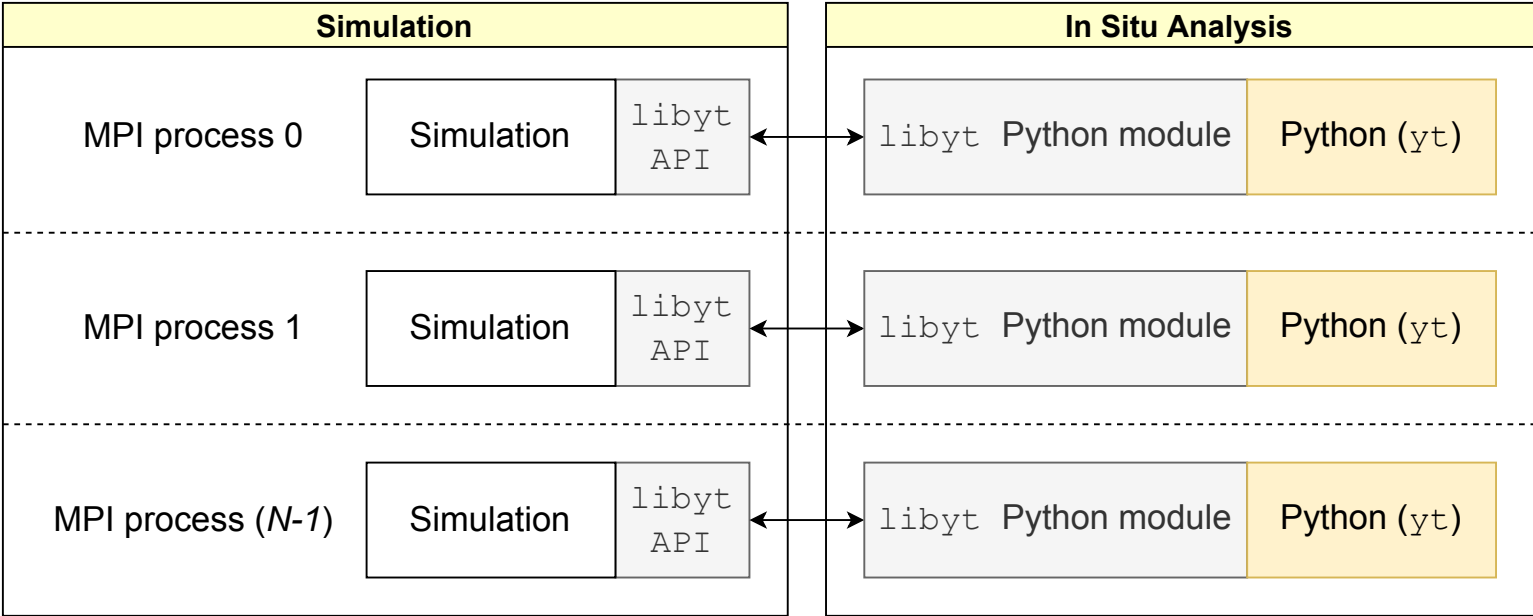 Simulation
In Situ Analysis
MPI process 0
Simulation
libyt
API
libyt Python module
Python (yt)
MPI process 1
Simulation
libyt
API
libyt Python module
Python (yt)
MPI process (N-1)
Simulation
libyt
API
libyt Python module
Python (yt)